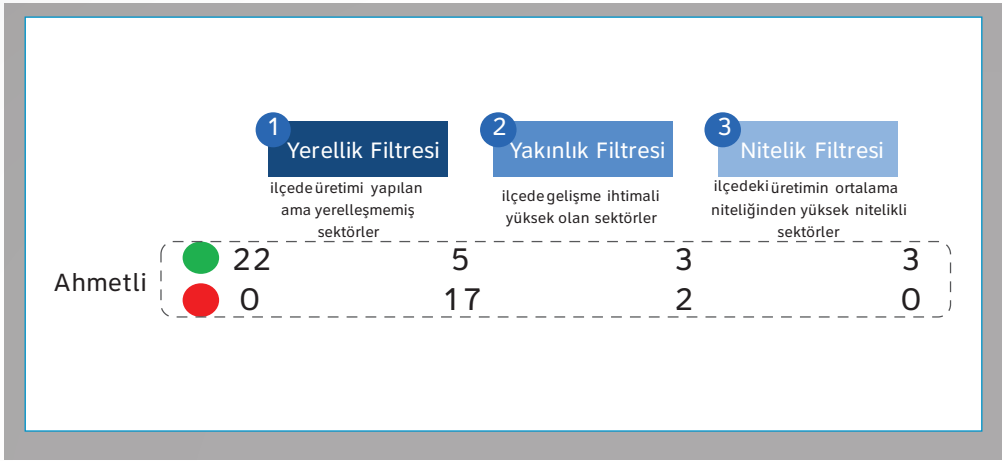 1
Yerellik Filtresi
ilçede üretimi yapılan
ama yerelleşmemiş
sektörler
2
Yakınlık Filtresi
ilçede gelişme ihtimali
yüksek olan sektörler
3
Nitelik Filtresi
ilçedeki üretimin ortalama
niteliğinden yüksek nitelikli
sektörler
Ahmetli
22 5 3 3
0 17 2 0